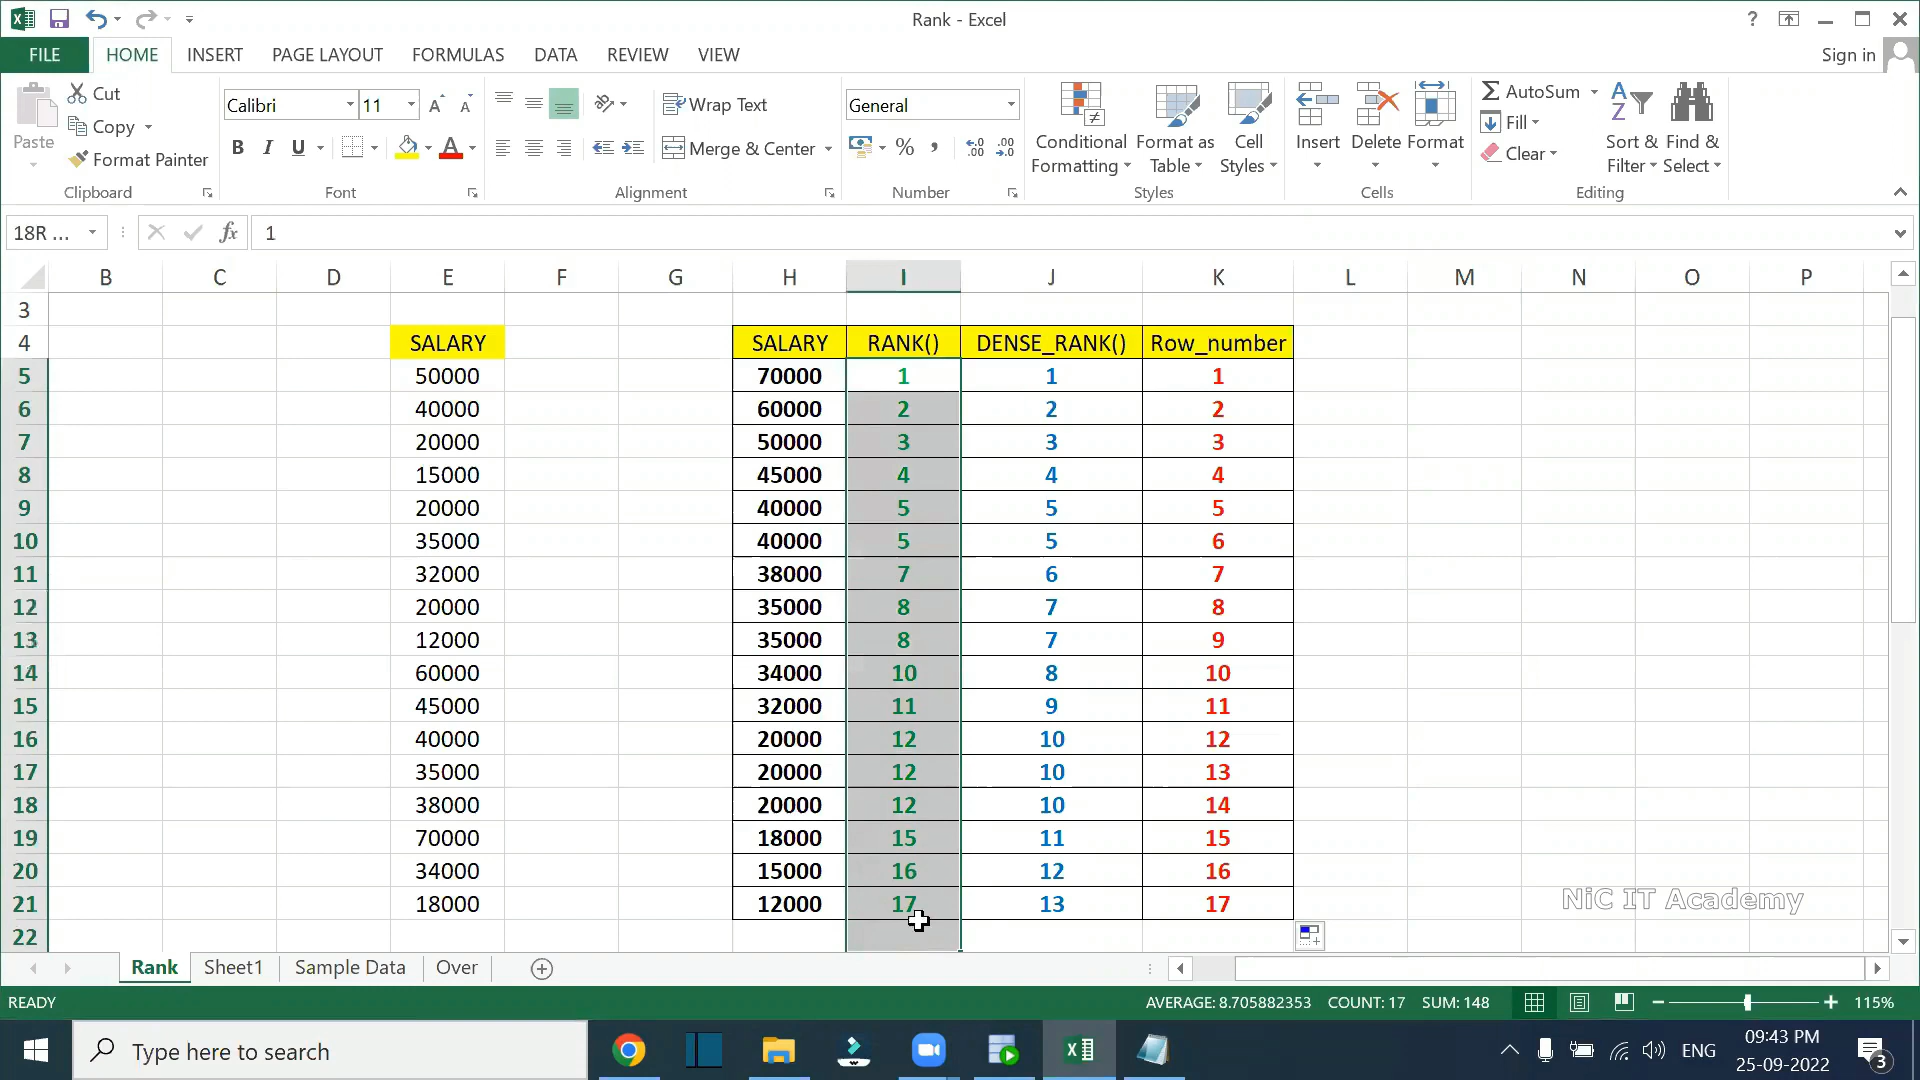 Rank - Excel
?
FILE HOME INSERT PAGE LAYOUT FORMULAS DATA REVIEW VIEW Sign in
Paste
Cut
Copy
Format Painter
Clipboard
Calibri 11
B I U
Font
Wrap Text
Merge & Center
Alignment
General
%
Number
Conditional Formatting
Format as Table
Cell Styles
Styles
Insert Delete Format
Cells
AutoSum
Fill
Clear
Sort & Filter
Find & Select
Editing
18R ... fx 1
B C D E F G H I J K L M N O P
3
4 SALARY SALARY RANK() DENSE_RANK() Row_number
5 50000 70000 1 1 1
6 40000 60000 2 2 2
7 20000 50000 3 3 3
8 15000 45000 4 4 4
9 20000 40000 5 5 5
10 35000 40000 5 5 6
11 32000 38000 7 6 7
12 20000 35000 8 7 8
13 12000 35000 8 7 9
14 60000 34000 10 8 10
15 45000 32000 11 9 11
16 40000 20000 12 10 12
17 35000 20000 12 10 13
18 38000 20000 12 10 14
19 70000 18000 15 11 15
20 34000 15000 16 12 16
21 18000 12000 17 13 17
22
NiC IT Academy
Rank Sheet1 Sample Data Over
READY AVERAGE: 8.705882353 COUNT: 17 SUM: 148 115%
Type here to search
ENG
09:43 PM
25-09-2022
3